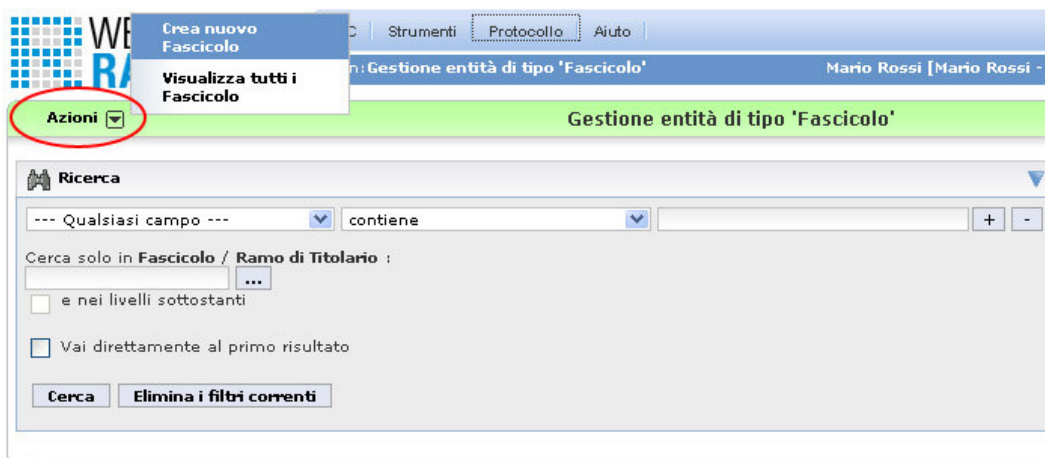 WE
RA
Crea nuovo
Fascicolo
Visualizza tutti i
Fascicolo
Strumenti Protocollo Aiuto
n:Gestione entità di tipo 'Fascicolo' Mario Rossi [Mario Rossi -
Azioni Gestione entità di tipo 'Fascicolo'
Ricerca
--- Qualsiasi campo --- contiene + -
Cerca solo in Fascicolo / Ramo di Titolario :
...
e nei livelli sottostanti
Vai direttamente al primo risultato
Cerca Elimina i filtri correnti